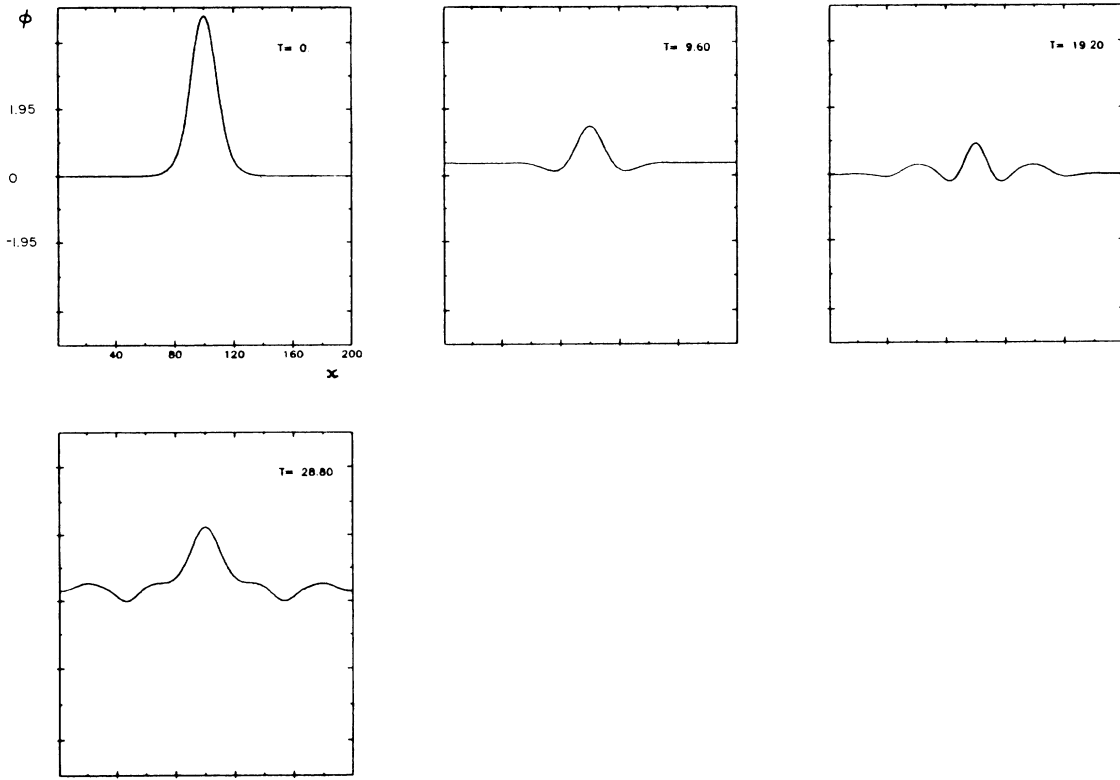 ϕ
T= 0.
T= 9.60
T= 19.20
1.95
0
-1.95
40 80 120 160 200
x
T= 28.80